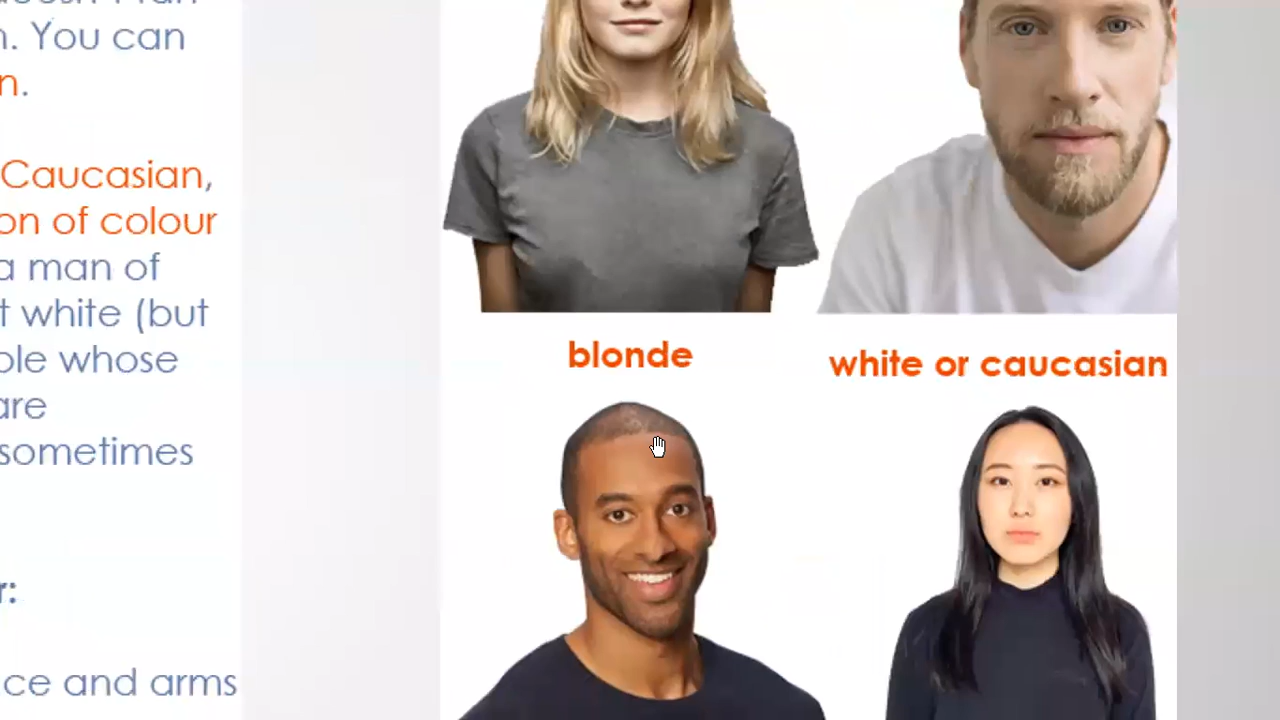 n. You can
n.
Caucasian,
on of colour
a man of
t white (but
ple whose
are
sometimes
r:
ce and arms
blonde
white or caucasian